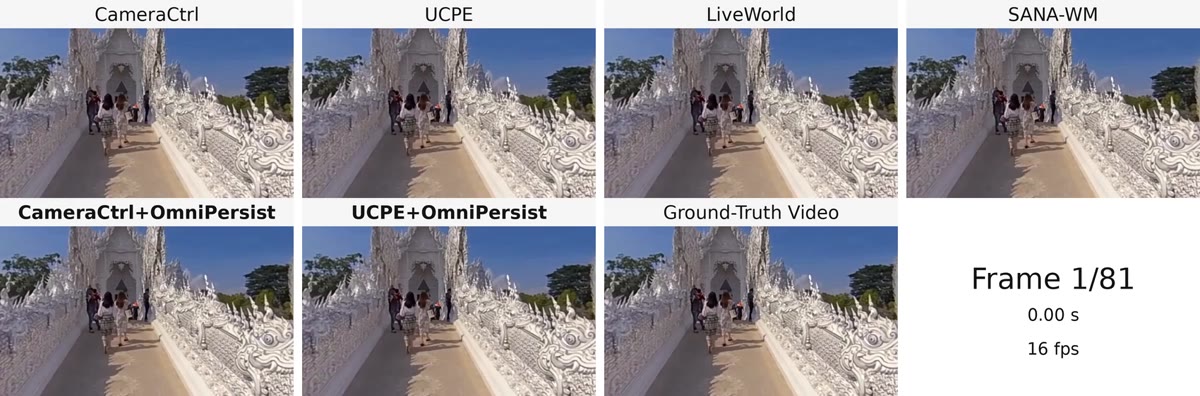 CameraCtrl
UCPE
LiveWorld
SANA-WM
CameraCtrl+OmniPersist
UCPE+OmniPersist
Ground-Truth Video
Frame 1/81
0.00 s
16 fps